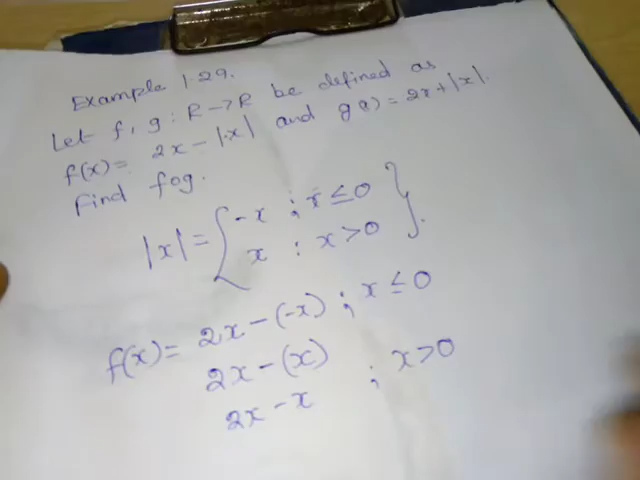 Example 1.29.
Let f, g : R → R be defined as
f(x) = 2x - |x| and g(x) = 2x + |x|.
Find fog.
|x| = { -x ; x ≤ 0
x : x > 0 }.
f(x) = 2x - (-x) ; x ≤ 0
2x - (x) ; x > 0
2x - x